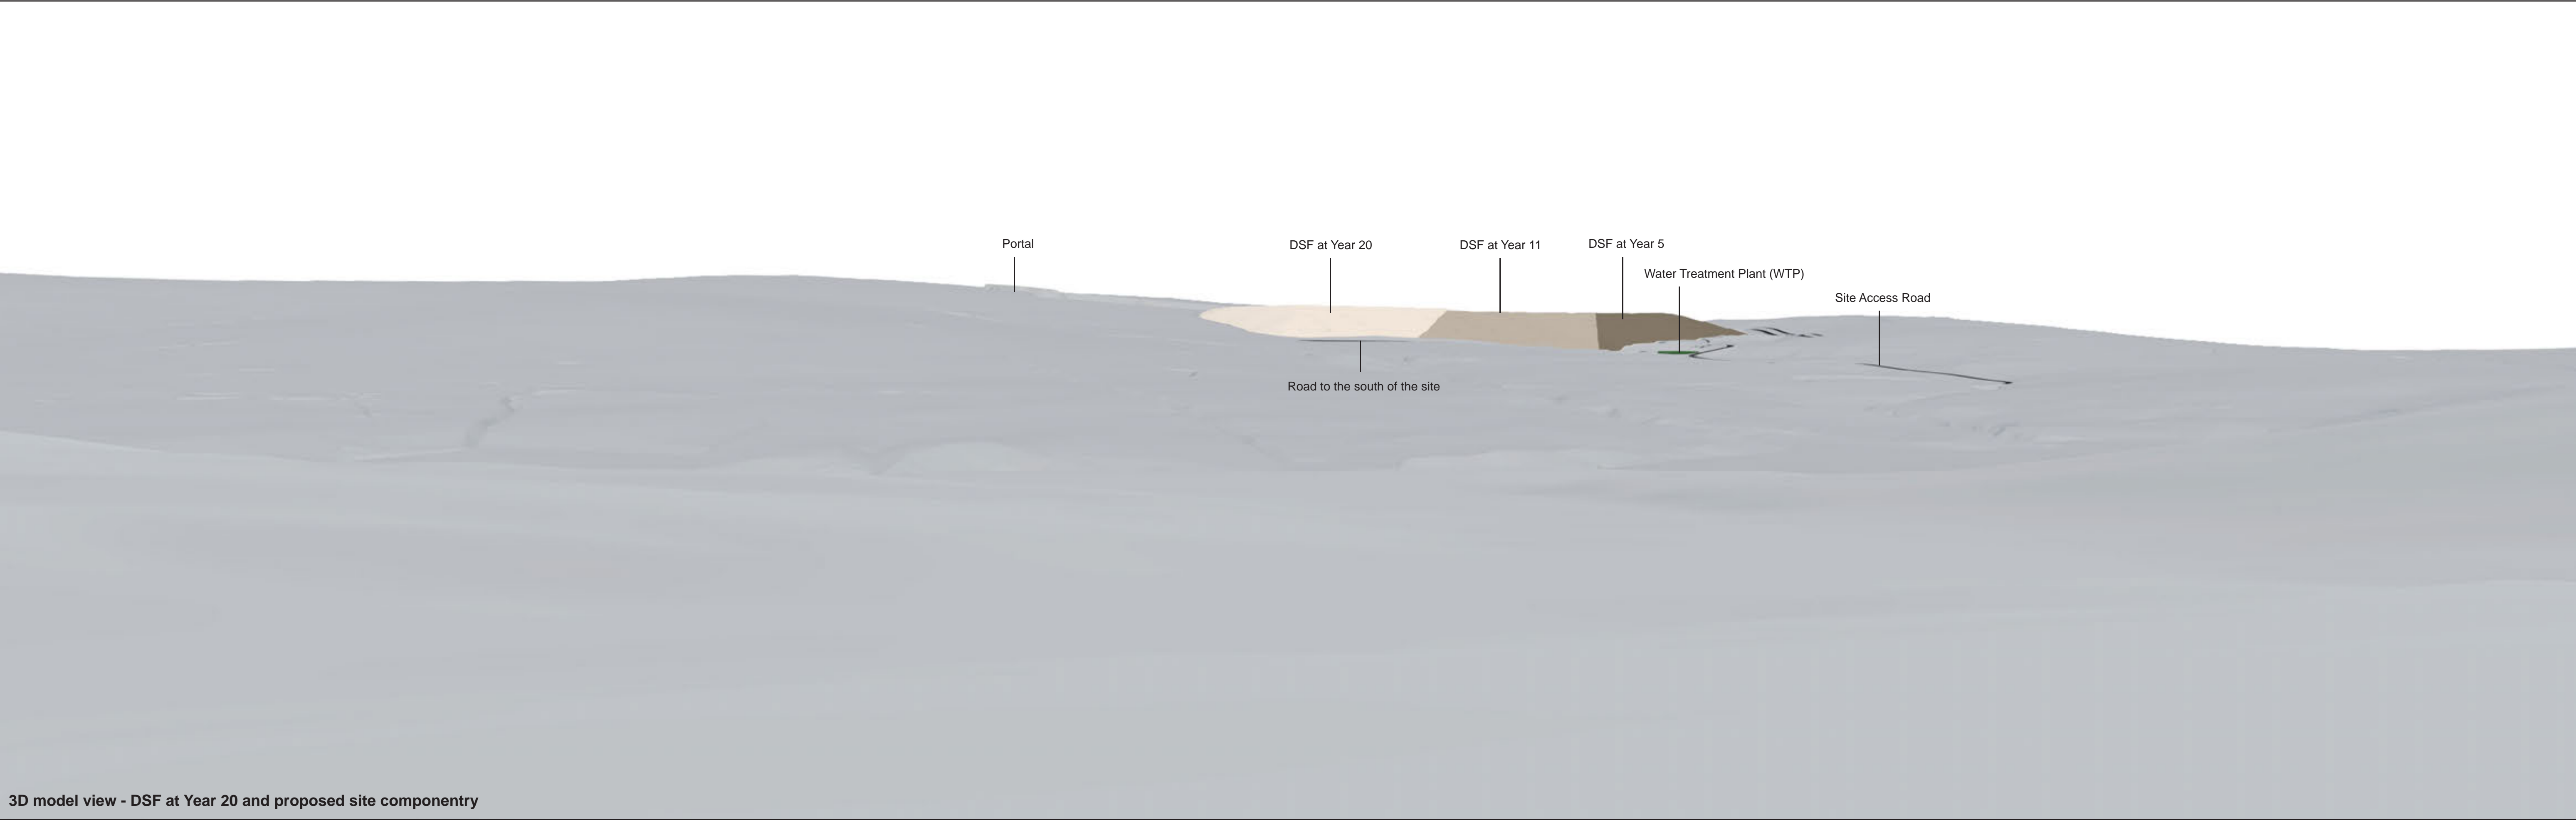 Portal
DSF at Year 20
DSF at Year 11
DSF at Year 5
Water Treatment Plant (WTP)
Site Access Road
Road to the south of the site
3D model view - DSF at Year 20 and proposed site componentry